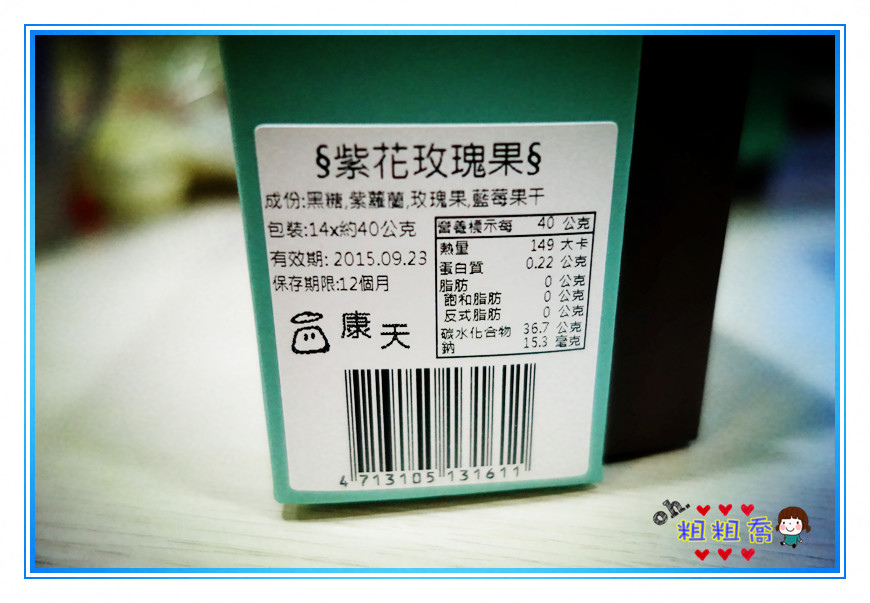 §紫花玫瑰果§
成份:黑糖,紫蘿蘭,玫瑰果,藍莓果干
包裝:14x約40公克
有效期: 2015.09.23
保存期限:12個月
康天
營養標示每 40 公克
熱量 149 大卡
蛋白質 0.22 公克
脂肪 0 公克
飽和脂肪 0 公克
反式脂肪 0 公克
碳水化合物 36.7 公克
鈉 15.3 毫克
4 713105 131611
oh.
粗粗喬